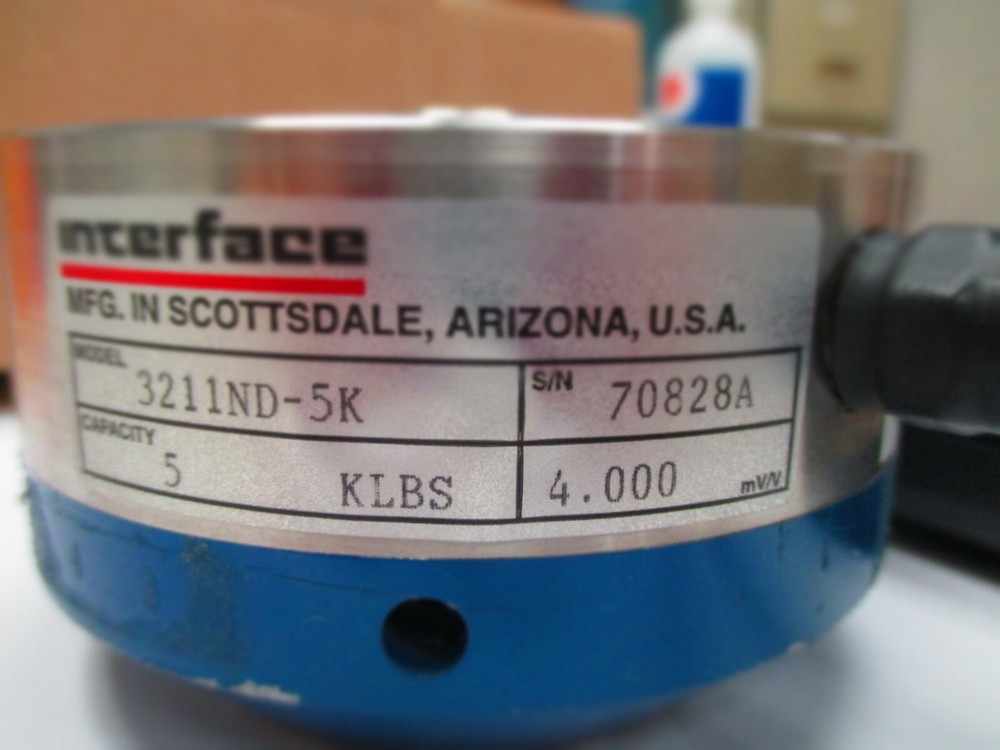 interface
MFG. IN SCOTTSDALE, ARIZONA, U.S.A.
MODEL 3211ND-5K S/N 70828A
CAPACITY 5 KLBS 4.000 mV/V